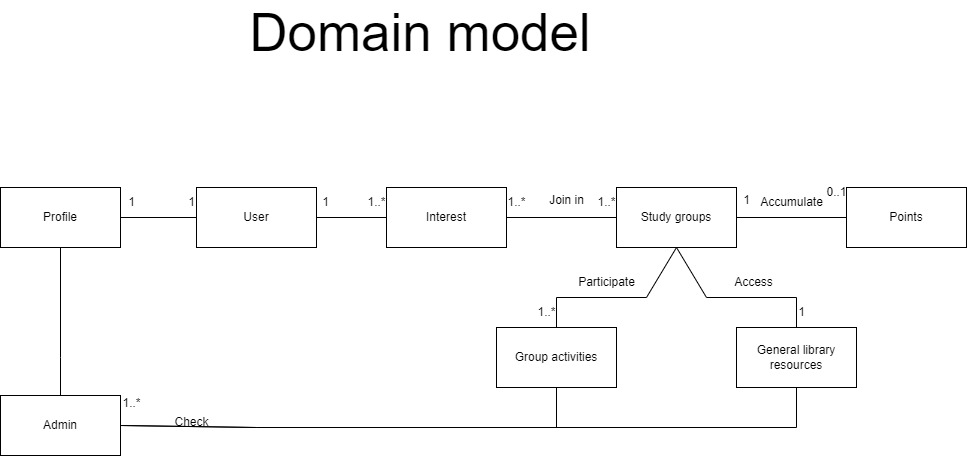 Domain model
Profile
1
1
User
1
1..*
Interest
1..*
Join in
1..*
Study groups
1
Accumulate
0..1
Points
Participate
Access
1..*
1
Group activities
General library
resources
Admin
1..*
Check